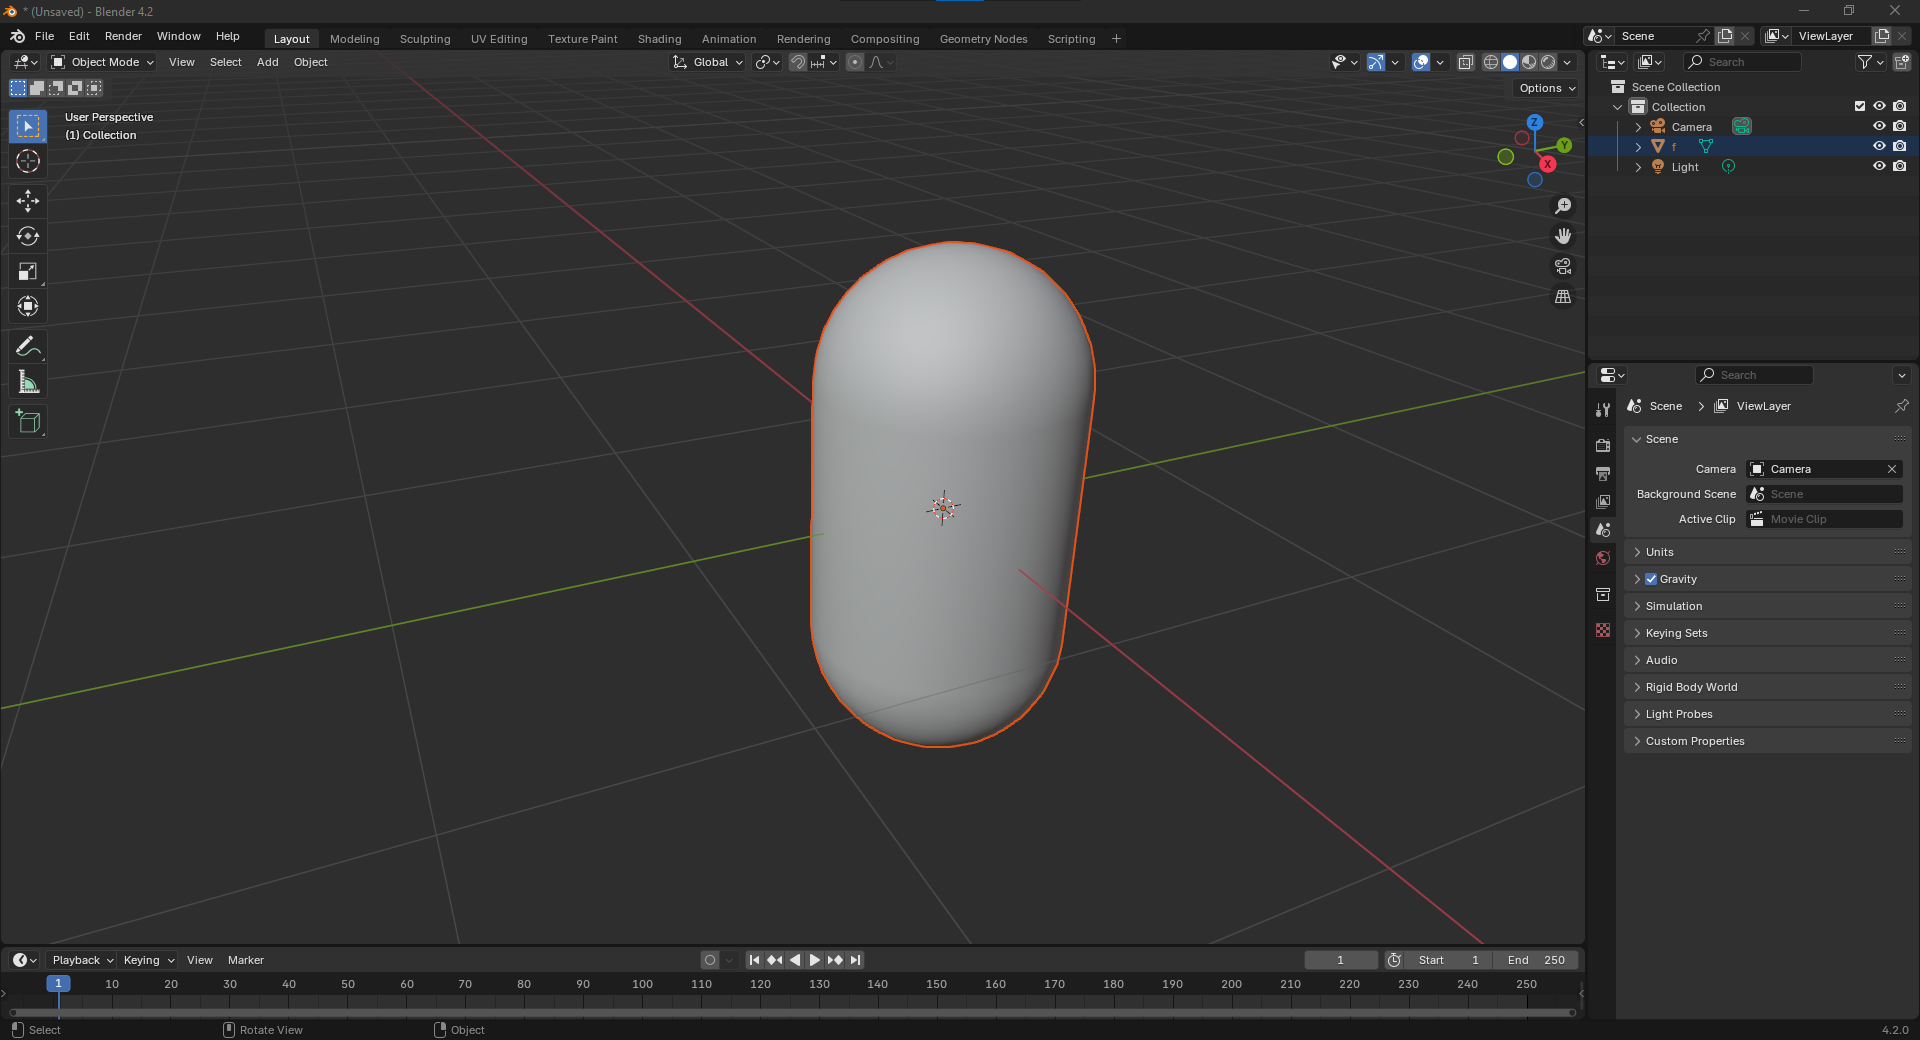 * (Unsaved) - Blender 4.2
File Edit Render Window Help
Layout Modeling Sculpting UV Editing Texture Paint Shading Animation Rendering Compositing Geometry Nodes Scripting +
Scene
ViewLayer
Object Mode View Select Add Object
Global
Options
User Perspective
(1) Collection
Z
Y
X
Search
Scene Collection
Collection
Camera
f
Light
Search
Scene > ViewLayer
Scene
Camera Camera
Background Scene Scene
Active Clip Movie Clip
Units
Gravity
Simulation
Keying Sets
Audio
Rigid Body World
Light Probes
Custom Properties
Playback Keying View Marker
1 Start 1 End 250
1 10 20 30 40 50 60 70 80 90 100 110 120 130 140 150 160 170 180 190 200 210 220 230 240 250
Select Rotate View Object
4.2.0